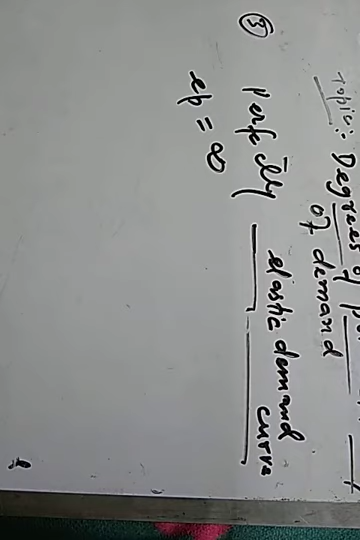 Topic:- Degrees of
of demand
③ Perfectly elastic demand curve
ep = ∞